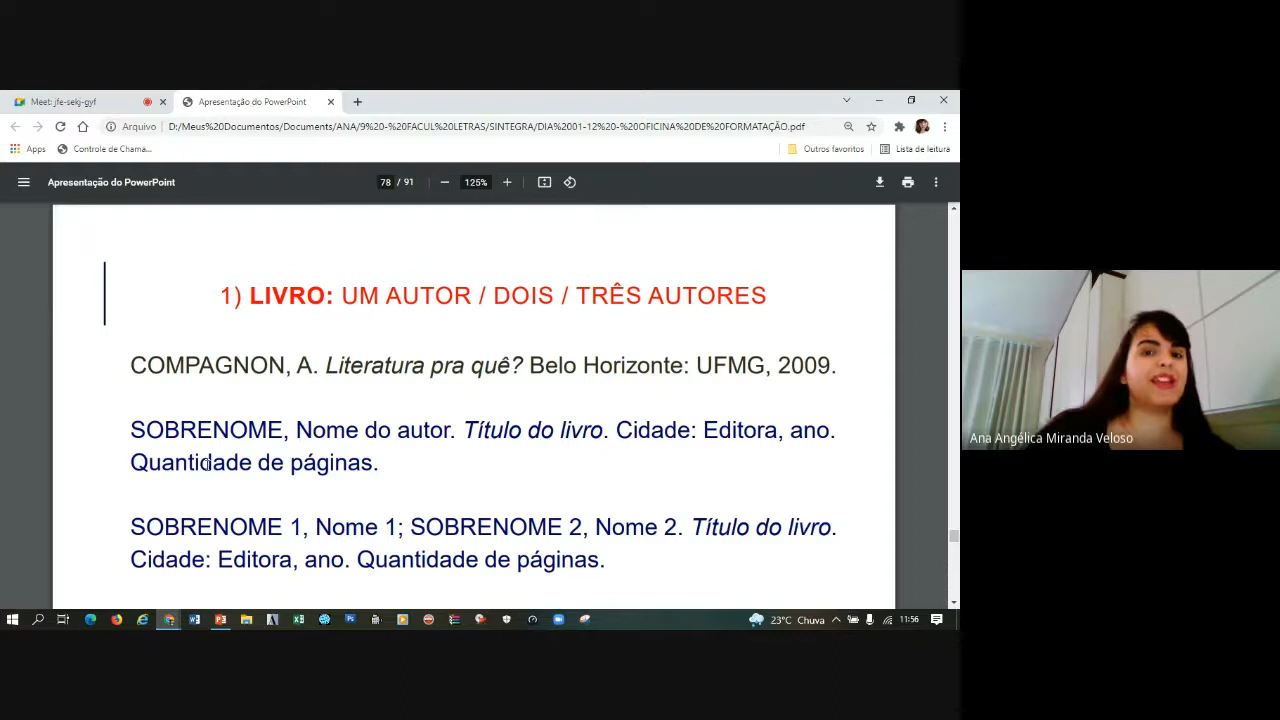 Meet: jfe-sekj-gyf
Apresentação do PowerPoint
Arquivo
D:/Meus%20Documentos/Documents/ANA/9%20-%20FACUL%20LETRAS/SINTEGRA/DIA%2001-12%20-%20OFICINA%20DE%20FORMATAÇÃO.pdf
Apps
Controle de Chama...
Outros favoritos
Lista de leitura
Apresentação do PowerPoint
78 / 91
125%
1) LIVRO: UM AUTOR / DOIS / TRÊS AUTORES
COMPAGNON, A. Literatura pra quê? Belo Horizonte: UFMG, 2009.
SOBRENOME, Nome do autor. Título do livro. Cidade: Editora, ano.
Quantidade de páginas.
SOBRENOME 1, Nome 1; SOBRENOME 2, Nome 2. Título do livro.
Cidade: Editora, ano. Quantidade de páginas.
Ana Angélica Miranda Veloso
23°C Chuva
11:56